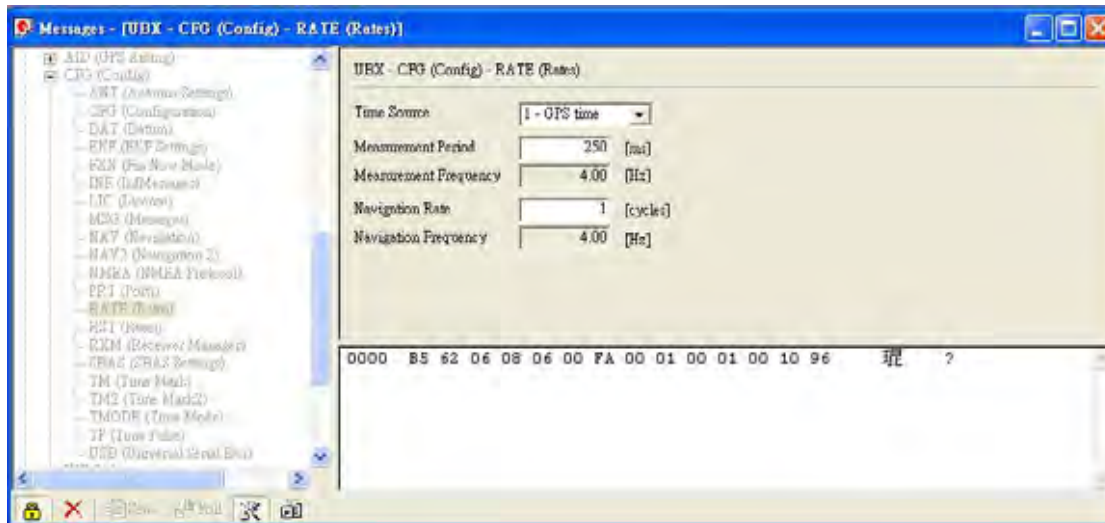 Messages - [UBX - CFG (Config) - RATE (Rates)]
AID (GPS Aiding)
CFG (Config)
ANT (Antenna Settings)
CFG (Configuration)
DAT (Datum)
EKF (EKF Settings)
FXN (Fix Now Mode)
INF (Inf Messages)
LIC (License)
MSG (Messages)
NAV (Navigation)
NAV2 (Navigation 2)
NMEA (NMEA Protocol)
PRT (Ports)
RATE (Rates)
RST (Reset)
RXM (Receiver Manager)
SBAS (SBAS Settings)
TM (Time Mark)
TM2 (Time Mark2)
TMODE (Time Mode)
TP (Time Pulse)
USB (Universal Serial Bus)
UBX - CFG (Config) - RATE (Rates)
Time Source 1 - GPS time
Measurement Period 250 [ms]
Measurement Frequency 4.00 [Hz]
Navigation Rate 1 [cycles]
Navigation Frequency 4.00 [Hz]
0000 B5 62 06 08 06 00 FA 00 01 00 01 00 10 96 ?
Send Poll